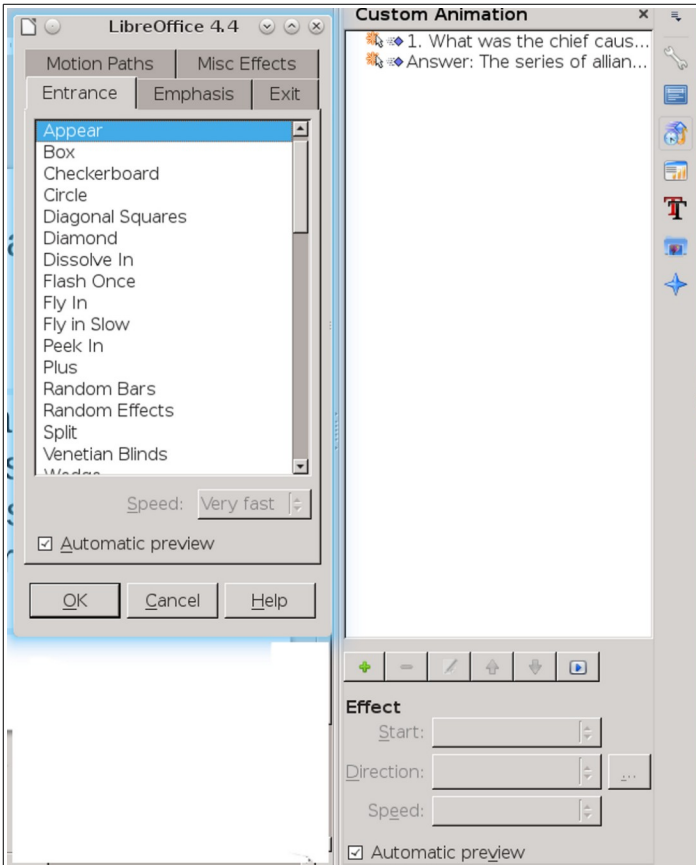 LibreOffice 4.4
Motion Paths
Misc Effects
Entrance
Emphasis
Exit
Appear
Box
Checkerboard
Circle
Diagonal Squares
Diamond
Dissolve In
Flash Once
Fly In
Fly in Slow
Peek In
Plus
Random Bars
Random Effects
Split
Venetian Blinds
Wedge
Speed: Very fast
Automatic preview
OK
Cancel
Help
Custom Animation
1. What was the chief caus...
Answer: The series of allian...
Effect
Start:
Direction:
...
Speed:
Automatic preview